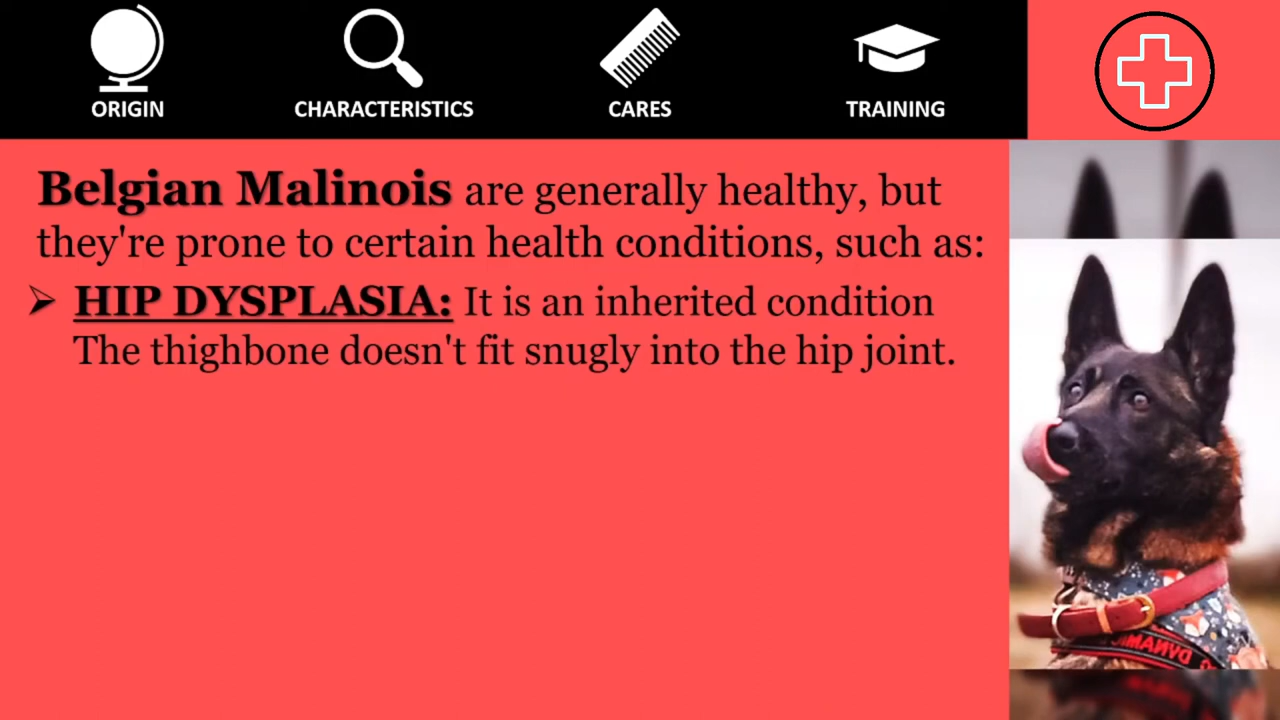 ORIGIN
CHARACTERISTICS
CARES
TRAINING
Belgian Malinois are generally healthy, but
they're prone to certain health conditions, such as:
➢ HIP DYSPLASIA: It is an inherited condition
The thighbone doesn't fit snugly into the hip joint.